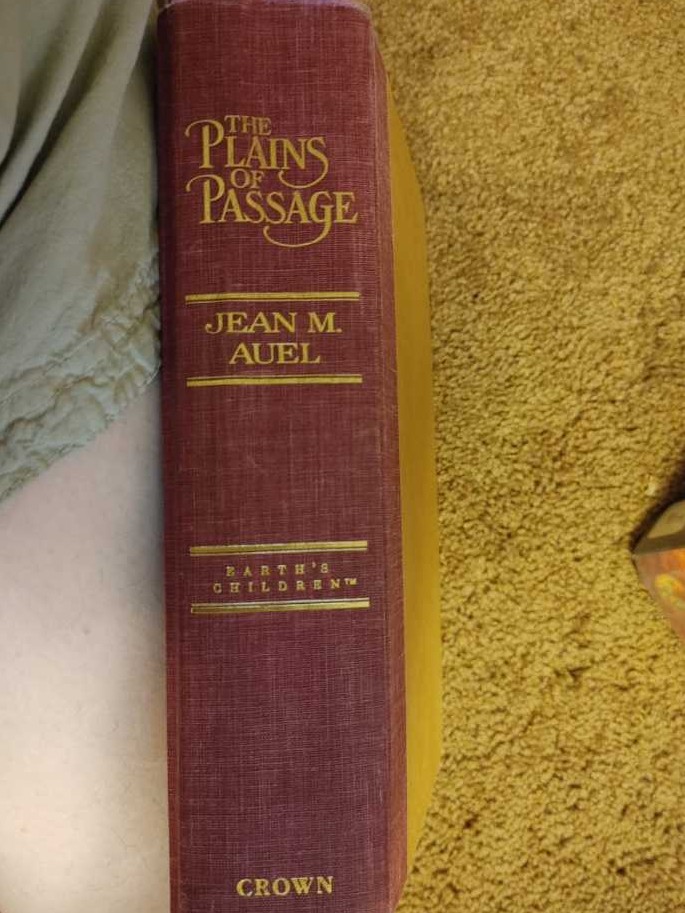 THE
PLAINS
OF
PASSAGE
JEAN M.
AUEL
EARTH'S
CHILDREN™
CROWN